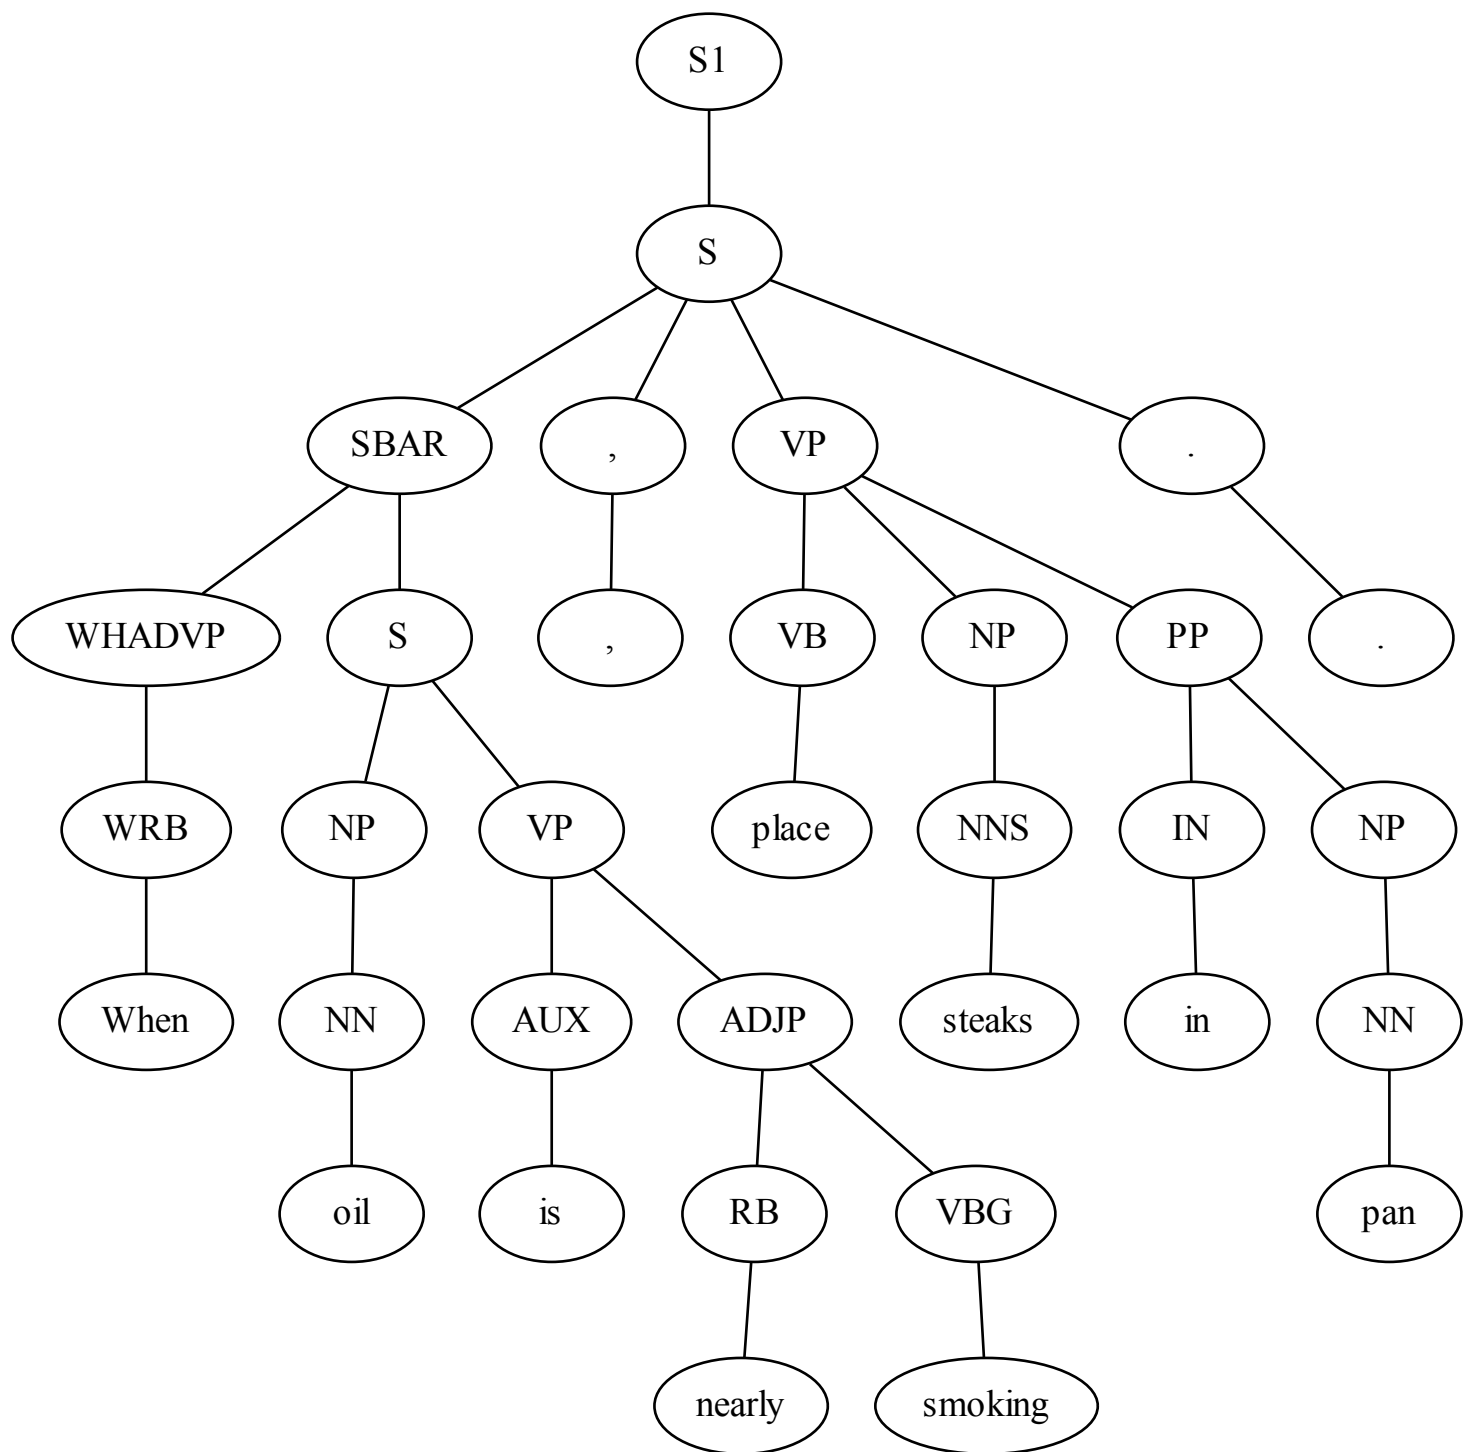 S1
S
SBAR , VP .
WHADVP S , VB NP PP .
WRB NP VP place NNS IN NP
When NN AUX ADJP steaks in NN
oil is RB VBG pan
nearly smoking